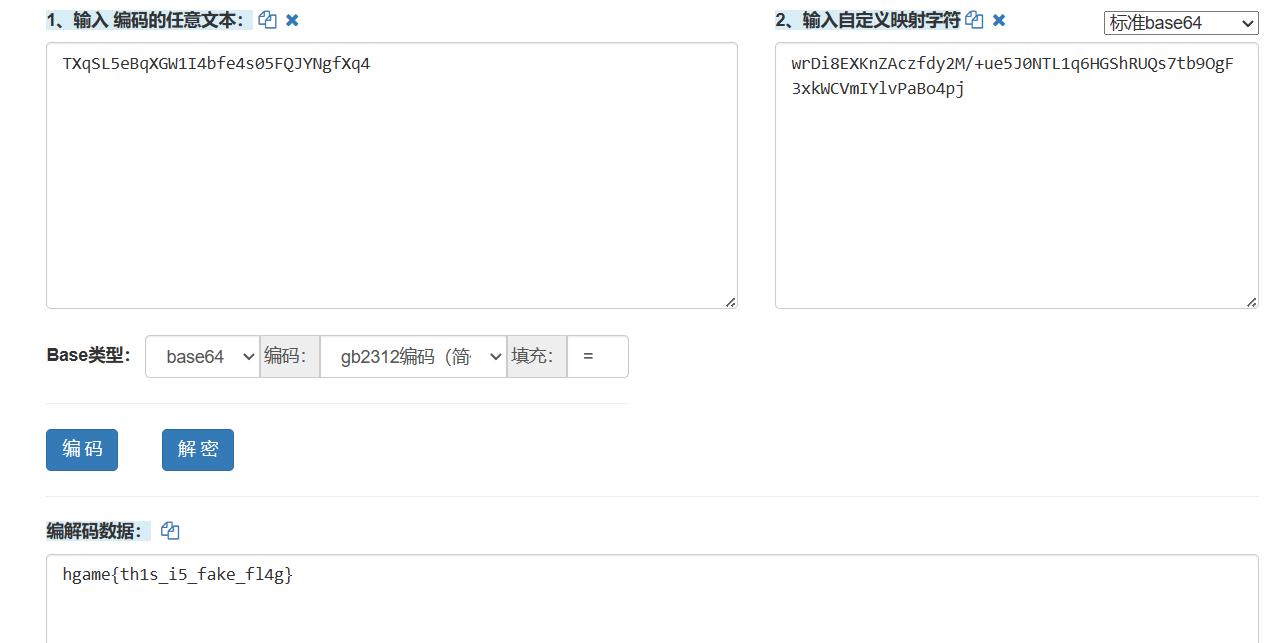 1、输入 编码的任意文本：
2、输入自定义映射字符
标准base64
TXqSL5eBqXGW1I4bfe4s05FQJYNgfXq4
wrDi8EXKnZAczfdy2M/+ue5J0NTL1q6HGShRUQs7tb9OgF
3xkWCVmIYlvPaBo4pj
Base类型：
base64
编码：
gb2312编码（简
填充：
=
编 码
解 密
编解码数据：
hgame{th1s_i5_fake_fl4g}